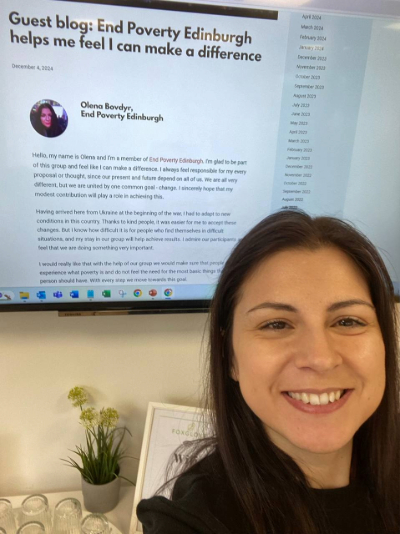 Guest blog: End Poverty Edinburgh
helps me feel I can make a difference
December 4, 2024
Olena Bovdyr,
End Poverty Edinburgh
Hello, my name is Olena and I'm a member of End Poverty Edinburgh. I'm glad to be part
of this group and feel like I can make a difference. I always feel responsible for my every
proposal or thought, since our present and future depend on all of us. We are all very
different, but we are united by one common goal - change. I sincerely hope that my
modest contribution will play a role in achieving this.
Having arrived here from Ukraine at the beginning of the war, I had to adapt to new
conditions in this country. Thanks to kind people, it was easier for me to accept these
changes. But I know how difficult it is for people who find themselves in difficult
situations, and my stay in our group will help achieve results. I admire our participants
feel that we are doing something very important.
I would really like that with the help of our group we would make sure that people
experience what poverty is and do not feel the need for the most basic things
person should have. With every step we move towards this goal.
April 2024
March 2024
February 2024
January 2024
December 2023
November 2023
October 2023
September 2023
August 2023
July 2023
June 2023
May 2023
April 2023
March 2023
February 2023
January 2023
December 2022
November 2022
October 2022
September 2022
August 2022
July 2022